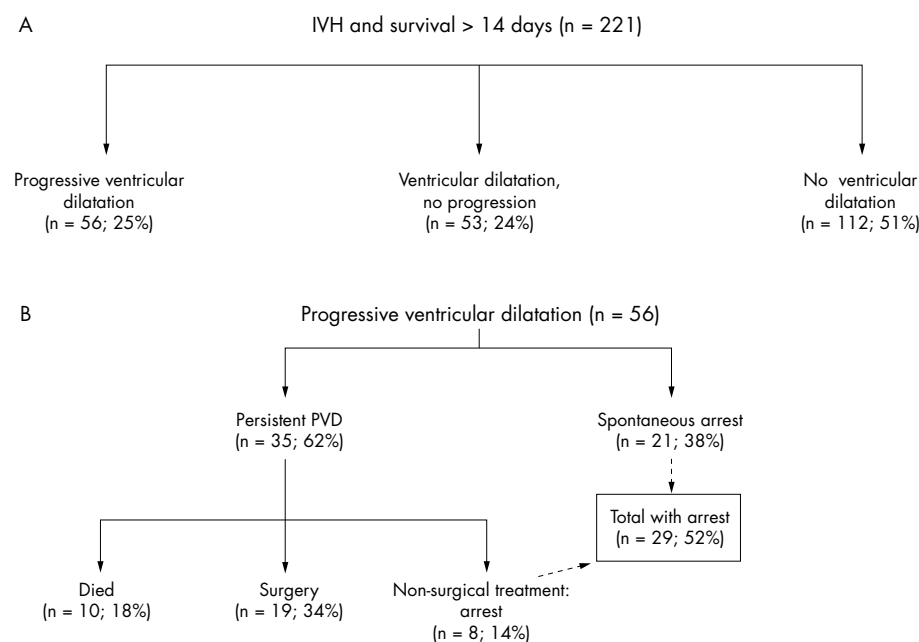 A
IVH and survival > 14 days (n = 221)
Progressive ventricular
dilatation
(n = 56; 25%)
Ventricular dilatation,
no progression
(n = 53; 24%)
No ventricular
dilatation
(n = 112; 51%)
B
Progressive ventricular dilatation (n = 56)
Persistent PVD
(n = 35; 62%)
Spontaneous arrest
(n = 21; 38%)
Total with arrest
(n = 29; 52%)
Died
(n = 10; 18%)
Surgery
(n = 19; 34%)
Non-surgical treatment:
arrest
(n = 8; 14%)